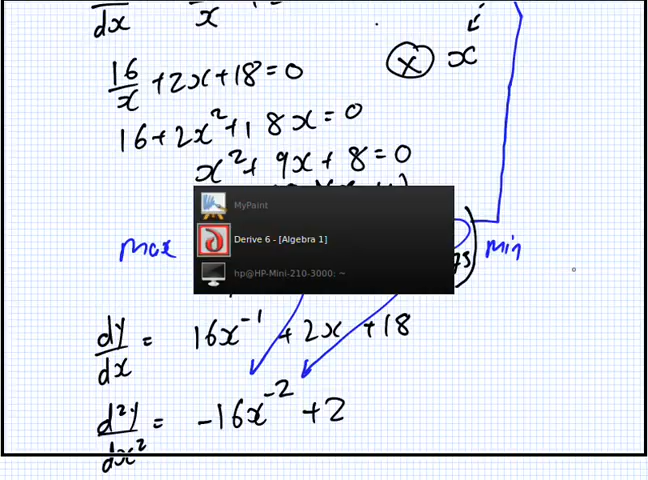 dx x
16/x + 2x + 18 = 0 (x) x
16 + 2x² + 18x = 0
x² + 9x + 8 = 0
MyPaint
Derive 6 - [Algebra 1]
hp@HP-Mini-210-3000: ~
max min
dy/dx = 16x⁻¹ + 2x + 18
d²y/dx² = -16x⁻² + 2